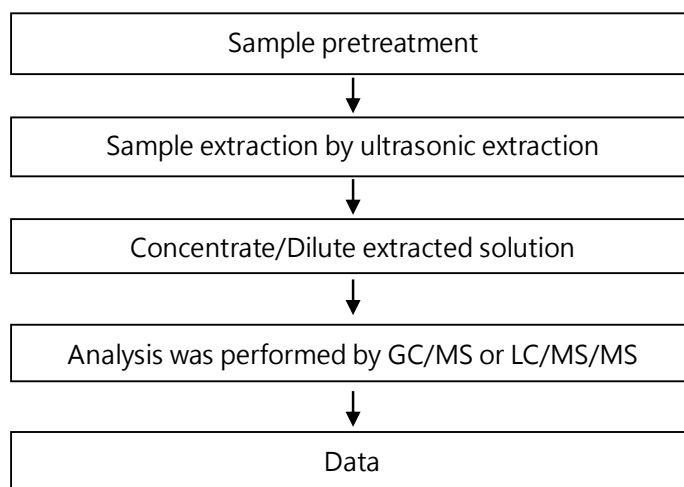 Sample pretreatment
Sample extraction by ultrasonic extraction
Concentrate/Dilute extracted solution
Analysis was performed by GC/MS or LC/MS/MS
Data